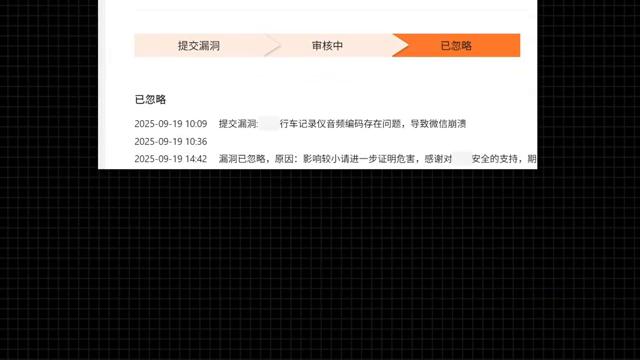 提交漏洞
审核中
已忽略
已忽略
2025-09-19 10:09 提交漏洞: 行车记录仪音频编码存在问题，导致微信崩溃
2025-09-19 10:36
2025-09-19 14:42 漏洞已忽略，原因：影响较小请进一步证明危害，感谢对 安全的支持，期